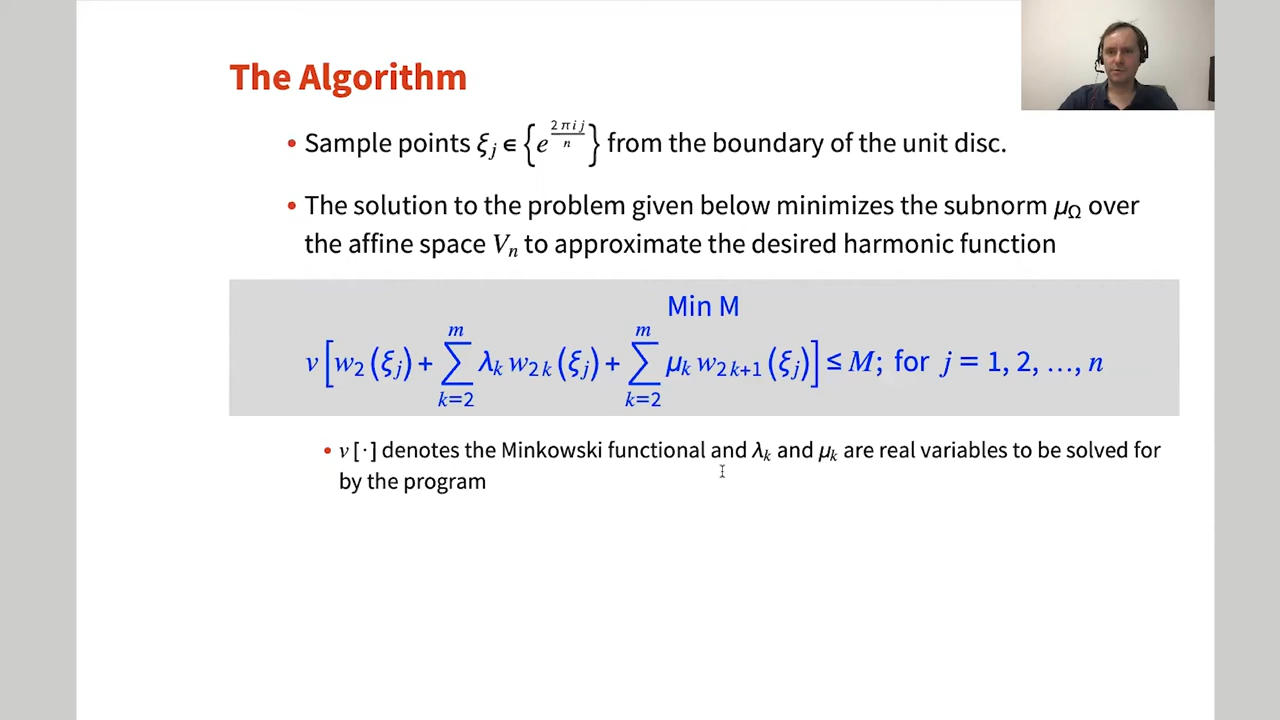 The Algorithm
• Sample points ξ_j ∈ {e^{\frac{2 π i j}{n}}} from the boundary of the unit disc.
• The solution to the problem given below minimizes the subnorm μ_Ω over
the affine space V_n to approximate the desired harmonic function
Min M
v[w_2(ξ_j) + ∑_{k=2}^{m} λ_k w_{2k}(ξ_j) + ∑_{k=2}^{m} μ_k w_{2k+1}(ξ_j)] ≤ M; for j = 1, 2, …, n
• v[·] denotes the Minkowski functional and λ_k and μ_k are real variables to be solved for
by the program